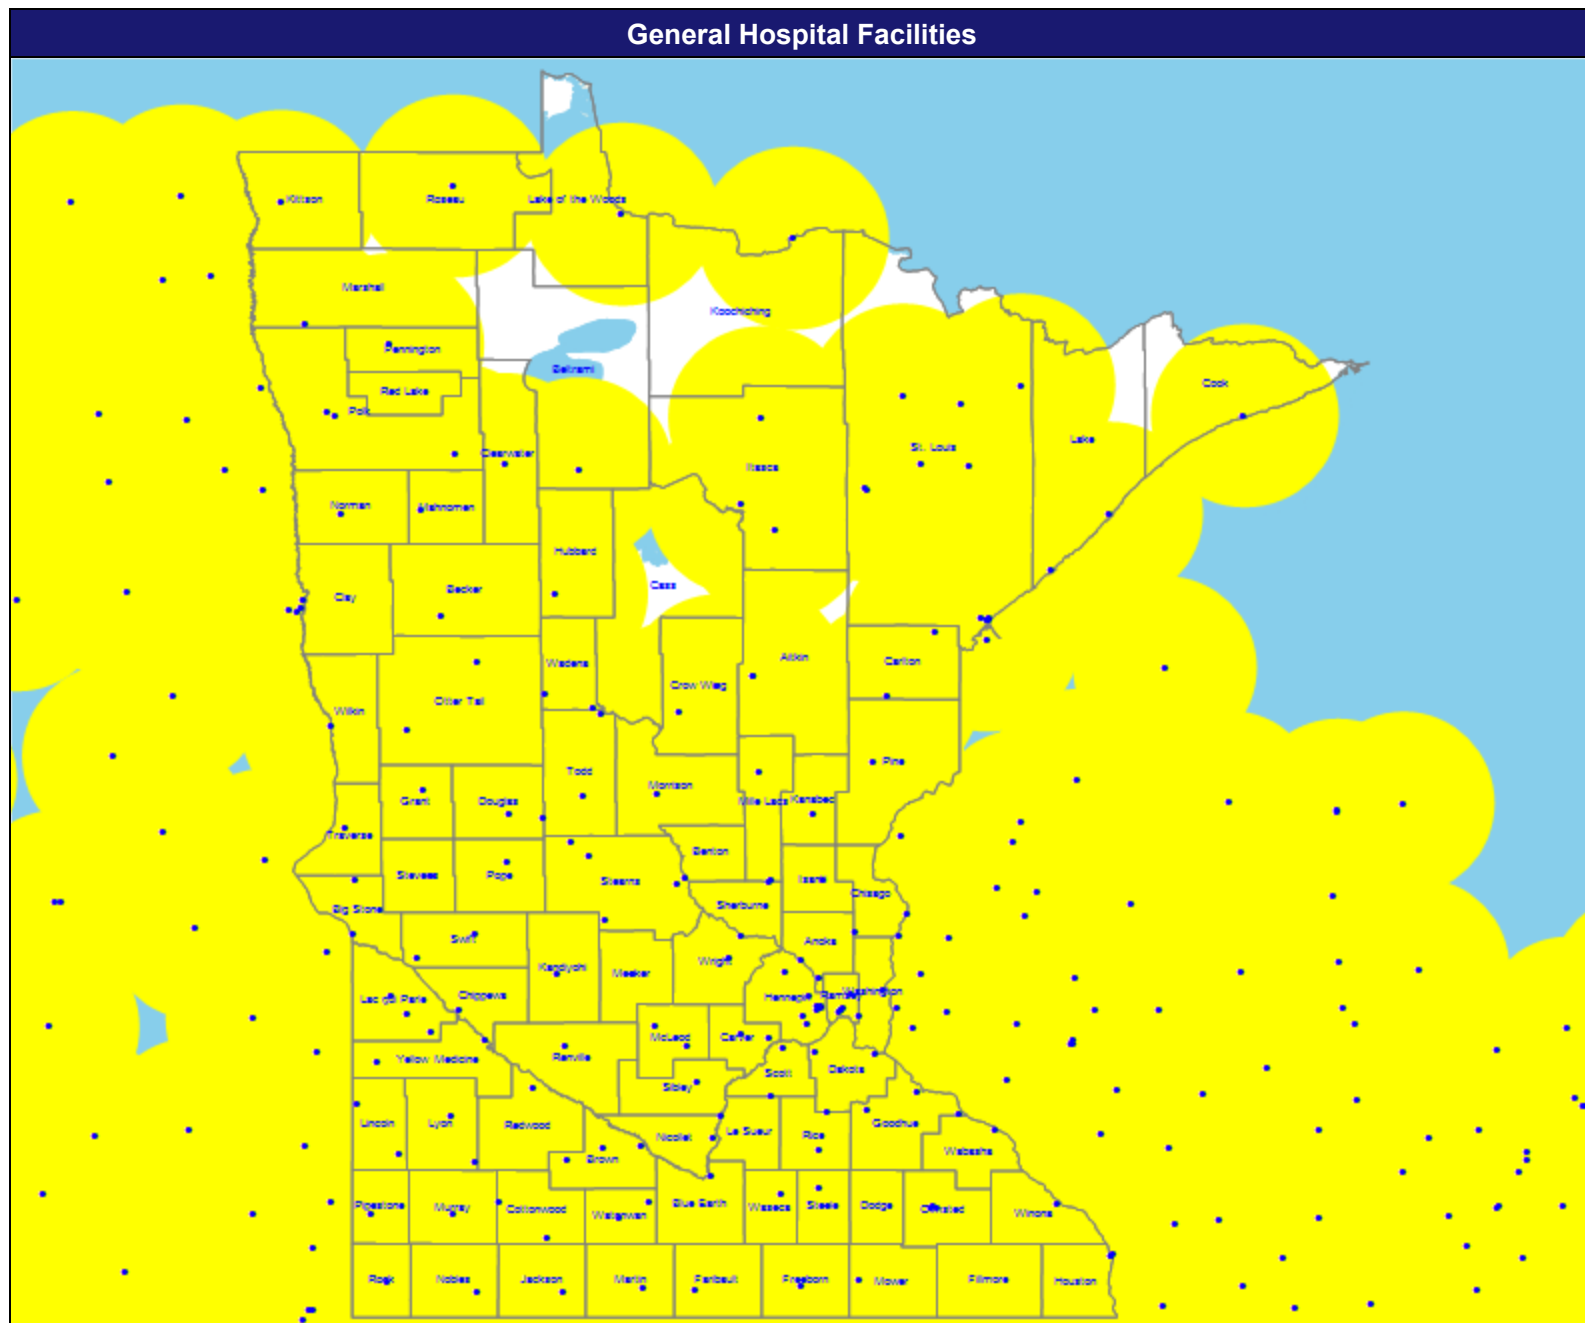 General Hospital Facilities
Kittson
Roseau
Lake of the Woods
Marshall
Koochiching
Pennington
Beltrami
Red Lake
Cook
Polk
Lake
St. Louis
Clearwater
Itasca
Norman
Mahnomen
Hubbard
Cass
Becker
Clay
Aitkin
Carlton
Wadena
Crow Wing
Otter Tail
Wilkin
Pine
Todd
Morrison
Grant
Douglas
Mille Lacs
Kanabec
Traverse
Benton
Stevens
Pope
Stearns
Isanti
Chisago
Sherburne
Big Stone
Swift
Anoka
Wright
Kandiyohi
Meeker
Hennepin
Ramsey
Washington
Lac qui Parle
Chippewa
McLeod
Carver
Yellow Medicine
Renville
Scott
Dakota
Sibley
Lincoln
Lyon
Redwood
Nicollet
Le Sueur
Rice
Goodhue
Wabasha
Brown
Pipestone
Murray
Cottonwood
Watonwan
Blue Earth
Waseca
Steele
Dodge
Olmsted
Winona
Rock
Nobles
Jackson
Martin
Faribault
Freeborn
Mower
Fillmore
Houston